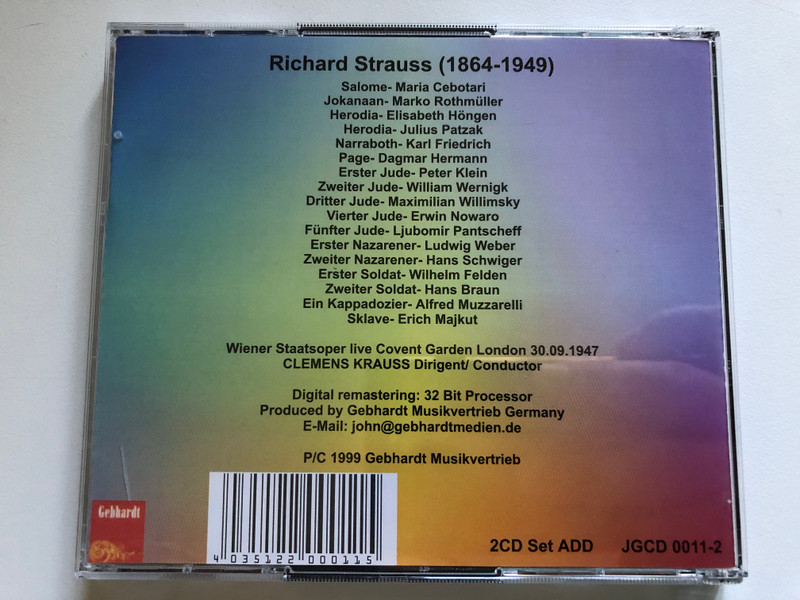 Richard Strauss (1864-1949)
Salome- Maria Cebotari
Jokanaan- Marko Rothmüller
Herodia- Elisabeth Höngen
Herodia- Julius Patzak
Narraboth- Karl Friedrich
Page- Dagmar Hermann
Erster Jude- Peter Klein
Zweiter Jude- William Wernigk
Dritter Jude- Maximilian Willimsky
Vierter Jude- Erwin Nowaro
Fünfter Jude- Ljubomir Pantscheff
Erster Nazarener- Ludwig Weber
Zweiter Nazarener- Hans Schwiger
Erster Soldat- Wilhelm Felden
Zweiter Soldat- Hans Braun
Ein Kappadozier- Alfred Muzzarelli
Sklave- Erich Majkut
Wiener Staatsoper live Covent Garden London 30.09.1947
CLEMENS KRAUSS Dirigent/ Conductor
Digital remastering: 32 Bit Processor
Produced by Gebhardt Musikvertrieb Germany
E-Mail: john@gebhardtmedien.de
P/C 1999 Gebhardt Musikvertrieb
Gebhardt
4 035122 000115
2CD Set ADD JGCD 0011-2